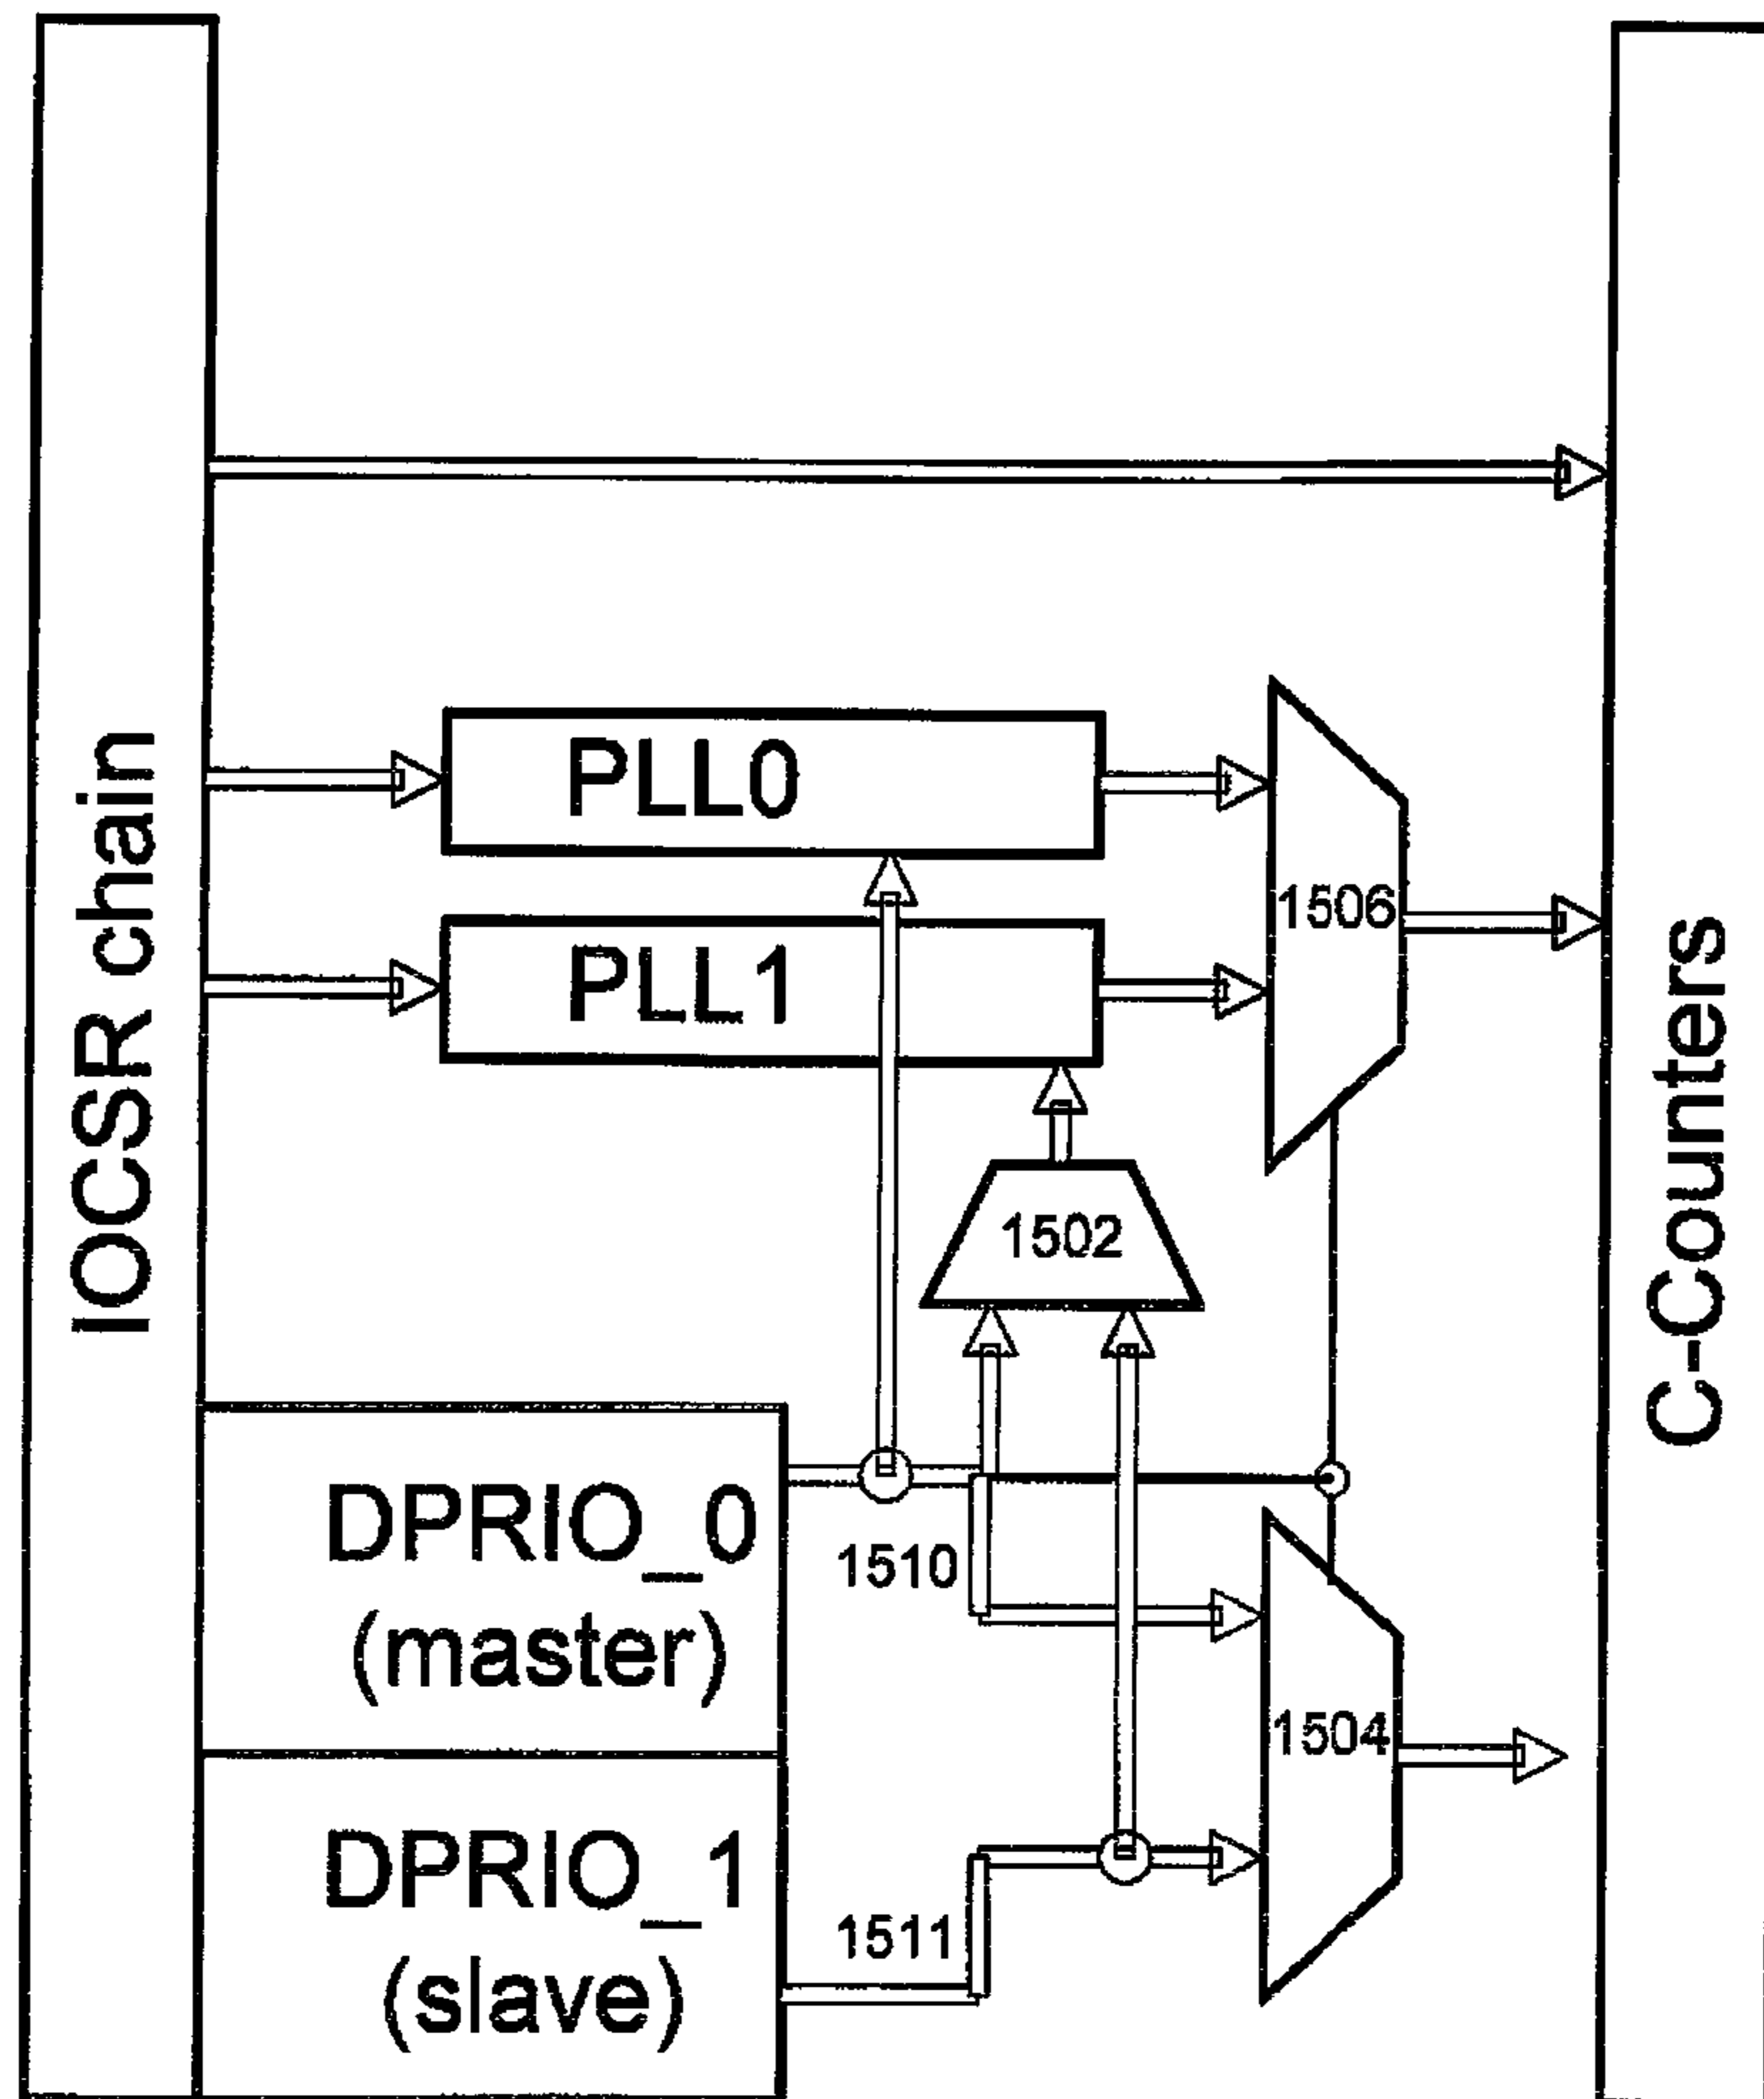 IOCSR chain
PLL0
PLL1
1506
1502
C-Counters
DPRIO_0
(master)
1510
1504
DPRIO_1
(slave)
1511